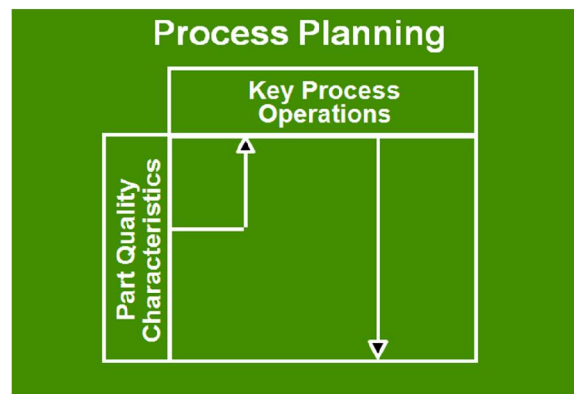 Process Planning
Key Process
Operations
Part Quality
Characteristics